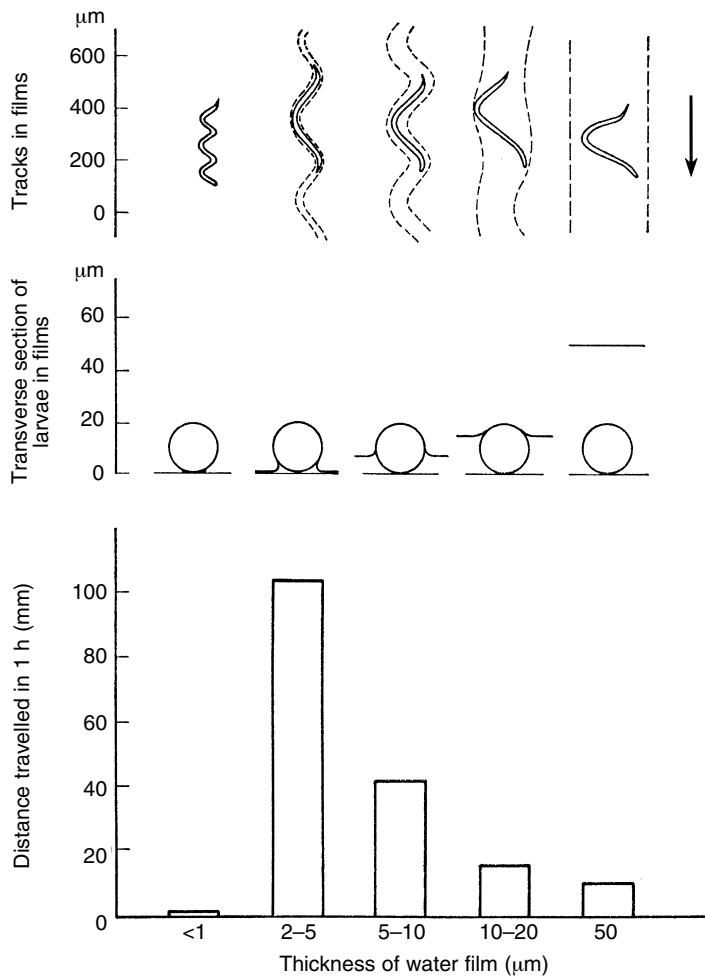 μm
600
400
200
0
Tracks in films
μm
60
40
20
0
Transverse section of
larvae in films
100
80
60
40
20
0
Distance travelled in 1 h (mm)
<1 2–5 5–10 10–20 50
Thickness of water film (μm)